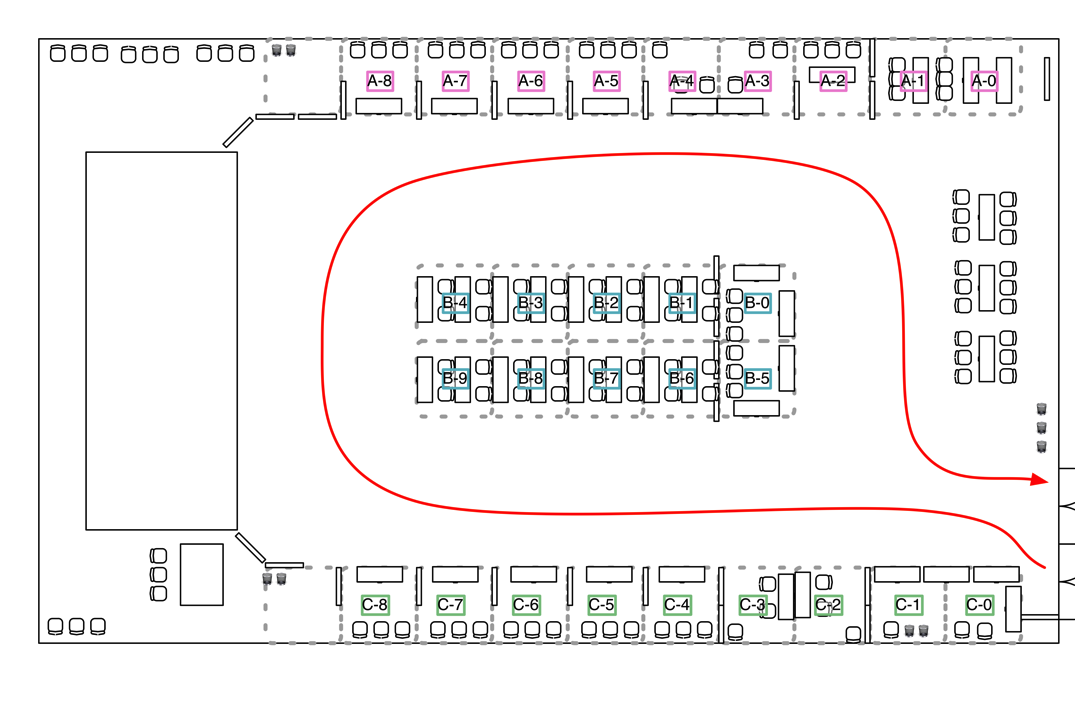 A-8 A-7 A-6 A-5 A-4 A-3 A-2 A-1 A-0
B-4 B-3 B-2 B-1 B-0
B-9 B-8 B-7 B-6 B-5
C-8 C-7 C-6 C-5 C-4 C-3 C-2 C-1 C-0